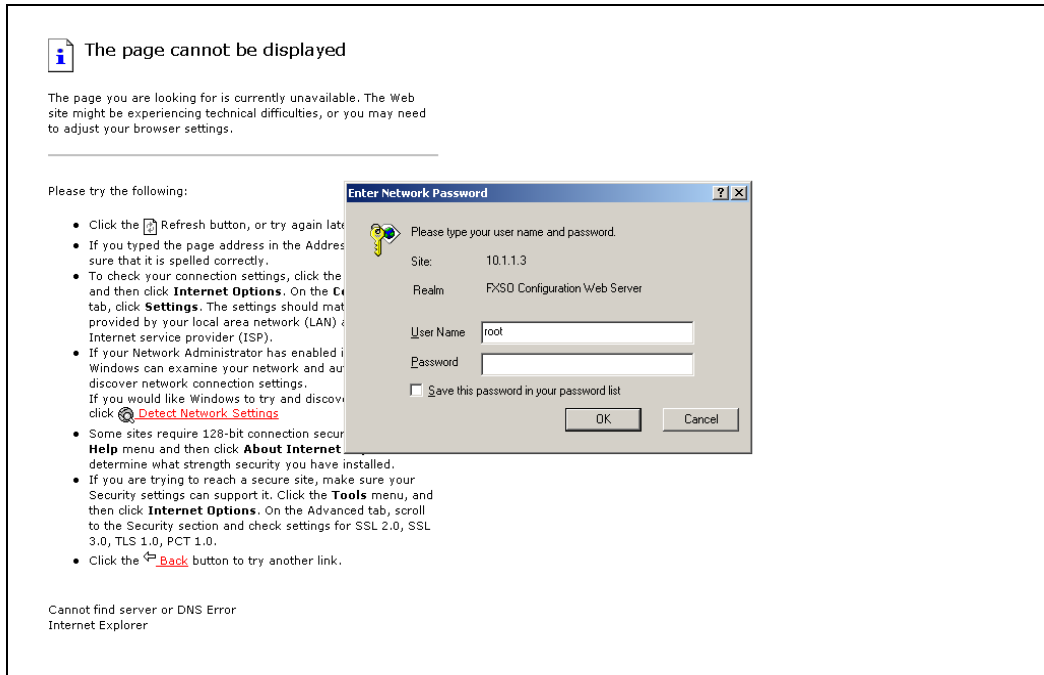 The page cannot be displayed
The page you are looking for is currently unavailable. The Web
site might be experiencing technical difficulties, or you may need
to adjust your browser settings.
Please try the following:
Click the Refresh button, or try again late
If you typed the page address in the Addres
sure that it is spelled correctly.
To check your connection settings, click the
and then click Internet Options. On the C
tab, click Settings. The settings should mat
provided by your local area network (LAN)
Internet service provider (ISP).
If your Network Administrator has enabled i
Windows can examine your network and au
discover network connection settings.
If you would like Windows to try and discov
click Detect Network Settings
Some sites require 128-bit connection secur
Help menu and then click About Internet
determine what strength security you have installed.
If you are trying to reach a secure site, make sure your
Security settings can support it. Click the Tools menu, and
then click Internet Options. On the Advanced tab, scroll
to the Security section and check settings for SSL 2.0, SSL
3.0, TLS 1.0, PCT 1.0.
Click the Back button to try another link.
Cannot find server or DNS Error
Internet Explorer
Enter Network Password
Please type your user name and password.
Site: 10.1.1.3
Realm FXSO Configuration Web Server
User Name root
Password
Save this password in your password list
OK Cancel